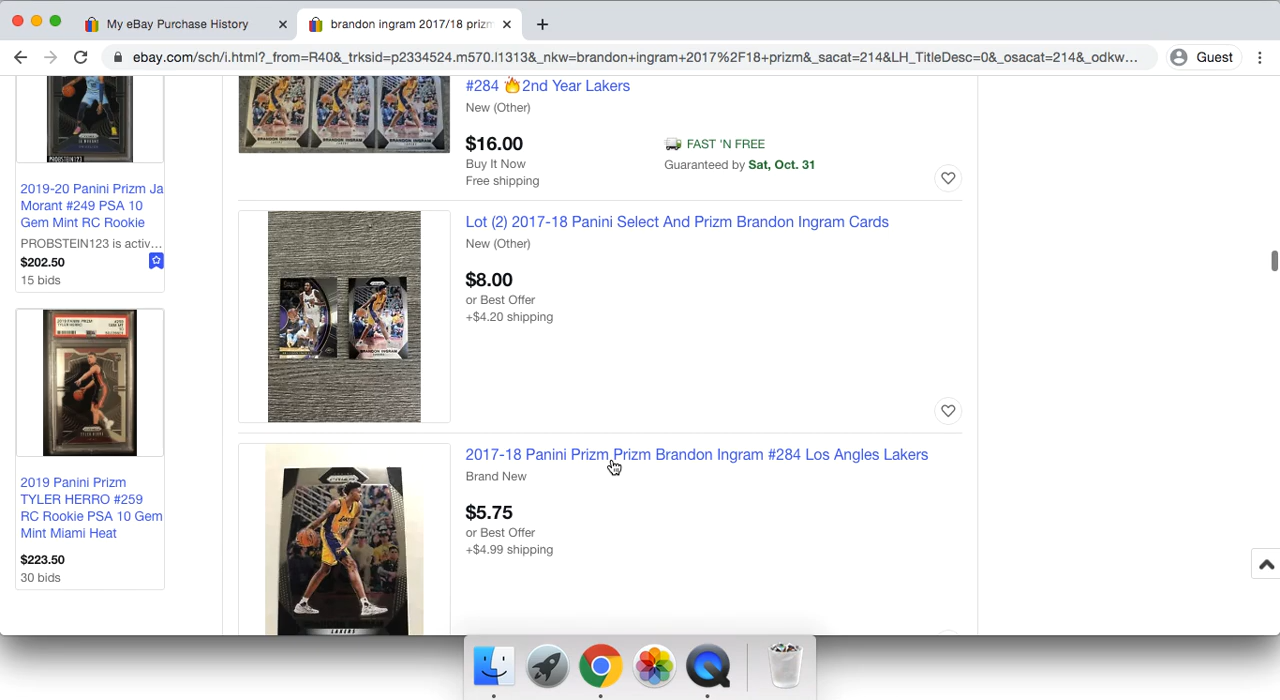 My eBay Purchase History
brandon ingram 2017/18 prizm
ebay.com/sch/i.html?_from=R40&_trksid=p2334524.m570.l1313&_nkw=brandon+ingram+2017%2F18+prizm&_sacat=214&LH_TitleDesc=0&_osacat=214&_odkw...
Guest
#284 🔥2nd Year Lakers
New (Other)
$16.00
Buy It Now
Free shipping
FAST 'N FREE
Guaranteed by Sat, Oct. 31
PROBSTEIN123
2019-20 Panini Prizm Ja
Morant #249 PSA 10
Gem Mint RC Rookie
PROBSTEIN123 is activ...
$202.50
15 bids
Lot (2) 2017-18 Panini Select And Prizm Brandon Ingram Cards
New (Other)
$8.00
or Best Offer
+$4.20 shipping
2019 Panini Prizm
TYLER HERRO #259
RC Rookie PSA 10 Gem
Mint Miami Heat
$223.50
30 bids
2017-18 Panini Prizm Prizm Brandon Ingram #284 Los Angles Lakers
Brand New
$5.75
or Best Offer
+$4.99 shipping
LAKERS